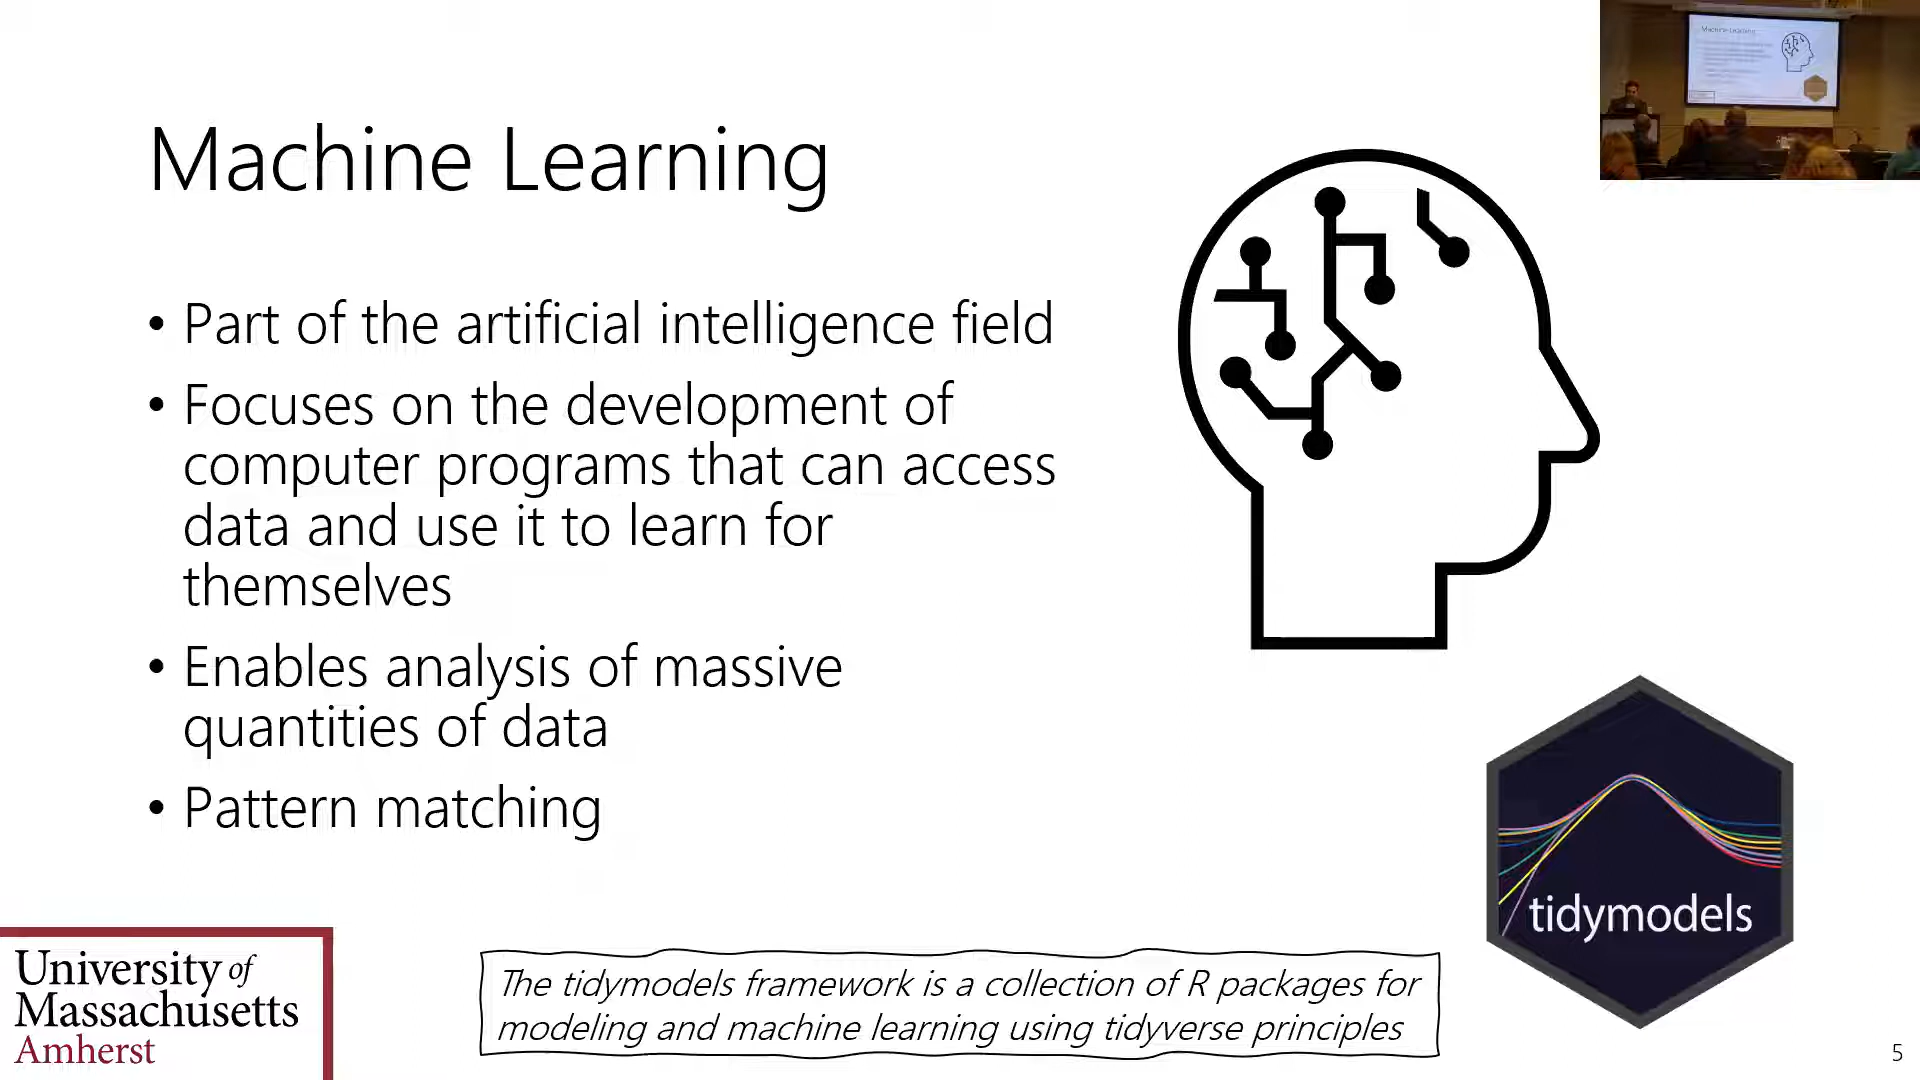 Machine Learning
• Part of the artificial intelligence field
• Focuses on the development of
computer programs that can access
data and use it to learn for
themselves
• Enables analysis of massive
quantities of data
• Pattern matching
tidymodels
The tidymodels framework is a collection of R packages for
modeling and machine learning using tidyverse principles
University of
Massachusetts
Amherst
5
Machine Learning